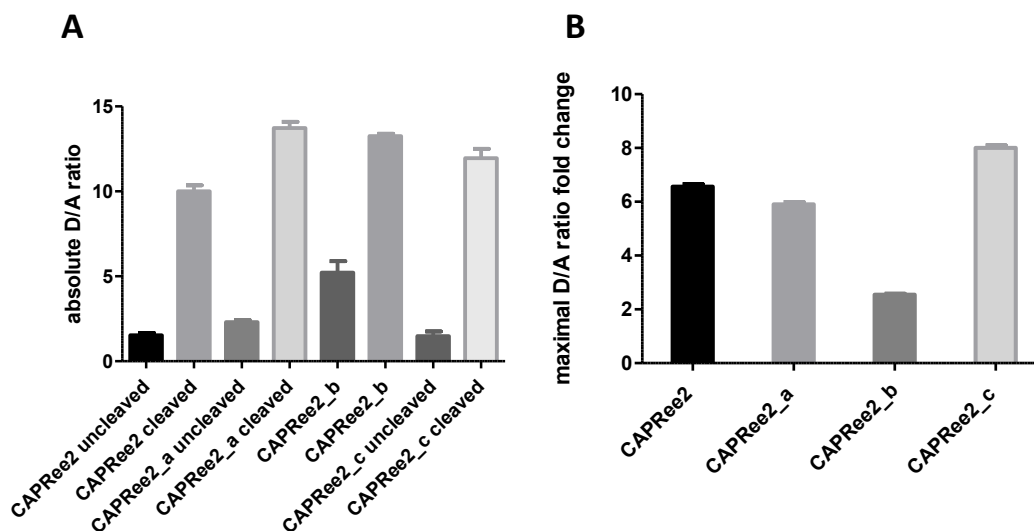 A
absolute D/A ratio
15
10
5
0
CAPRee2 uncleaved
CAPRee2 cleaved
CAPRee2_a uncleaved
CAPRee2_a cleaved
CAPRee2_b
CAPRee2_b
CAPRee2_c uncleaved
CAPRee2_c cleaved
B
maximal D/A ratio fold change
10
8
6
4
2
0
CAPRee2
CAPRee2_a
CAPRee2_b
CAPRee2_c